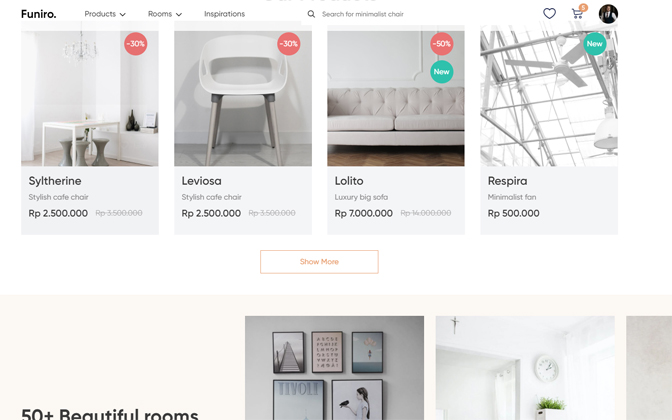 Funiro.
Products
Rooms
Inspirations
Search for minimalist chair
5
-30%
-30%
-50%
New
New
Syltherine
Stylish cafe chair
Rp 2.500.000 Rp 3.500.000
Leviosa
Stylish cafe chair
Rp 2.500.000 Rp 3.500.000
Lolito
Luxury big sofa
Rp 7.000.000 Rp 14.000.000
Respira
Minimalist fan
Rp 500.000
Show More
TIVOLI
50+ Beautiful rooms